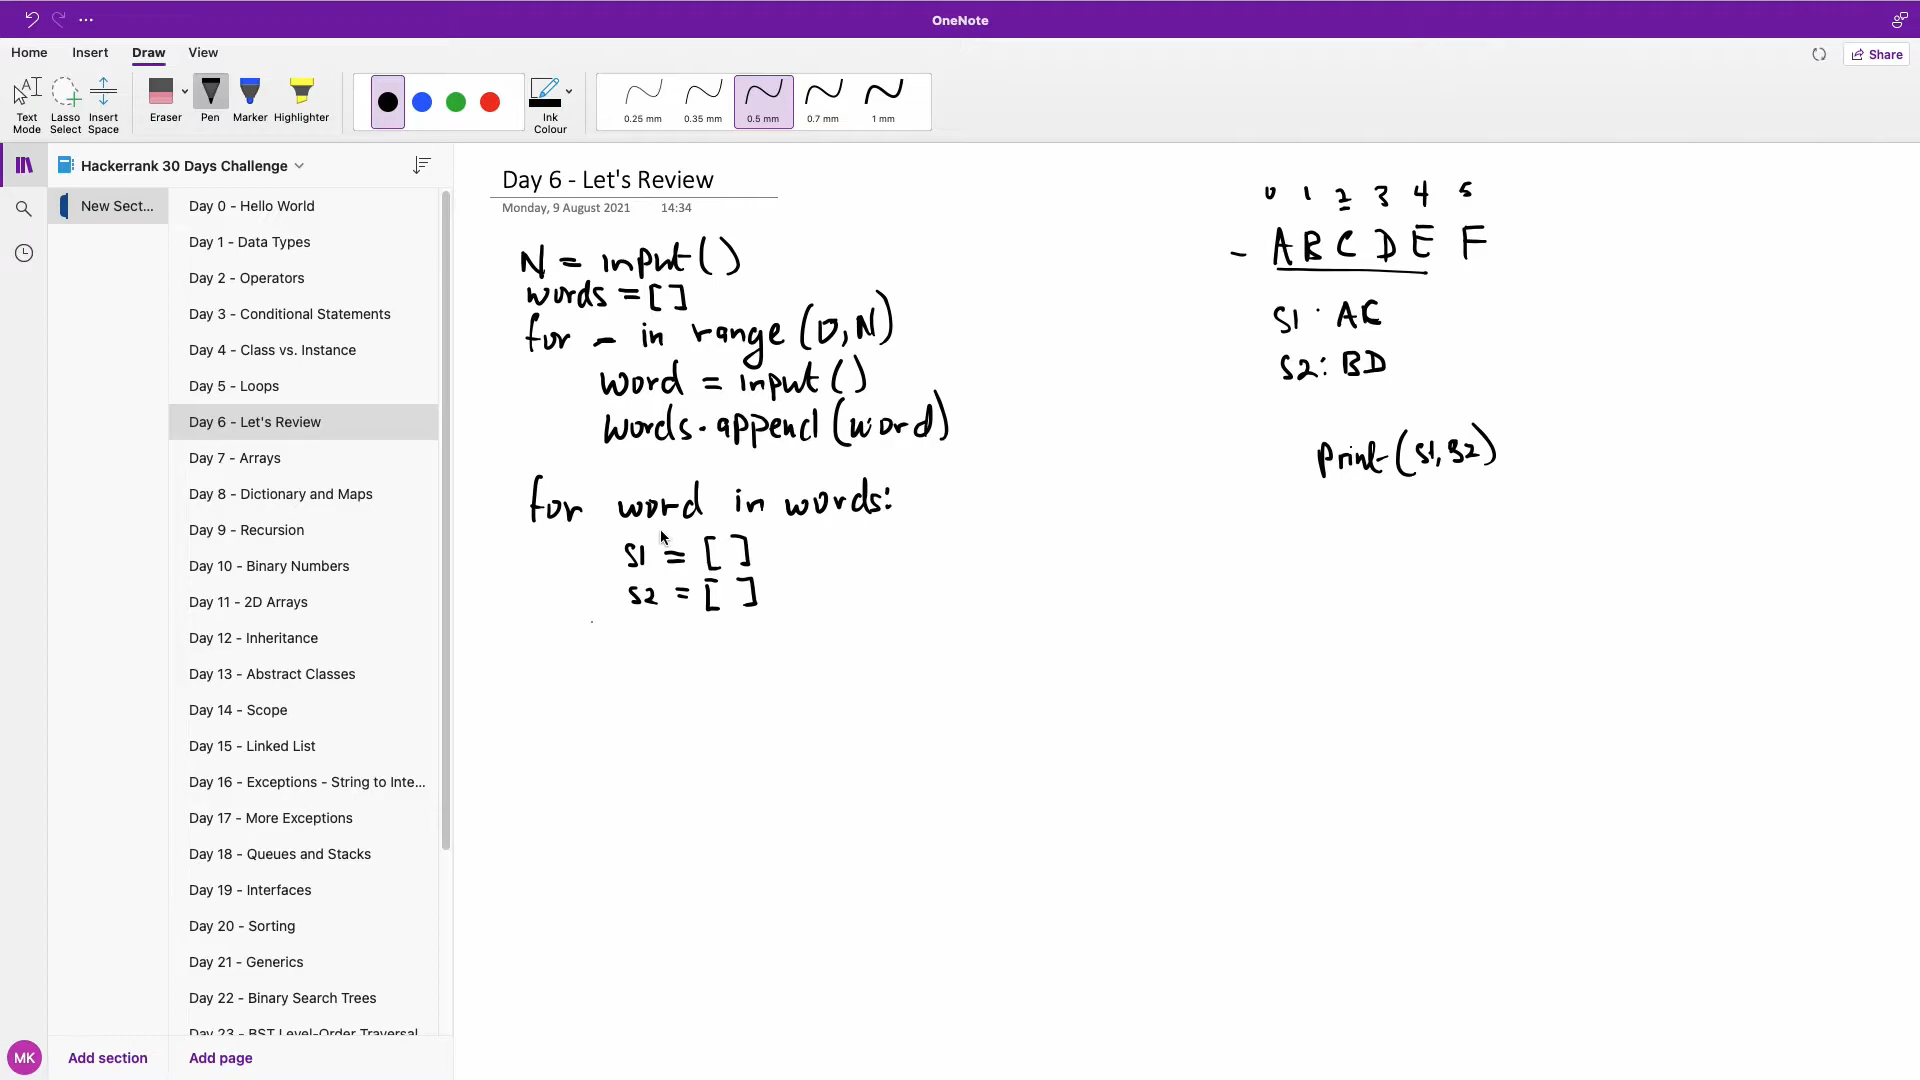 OneNote
Home Insert Draw View
Share
Text Mode
Lasso Select
Insert Space
Eraser
Pen
Marker
Highlighter
Ink Colour
0.25 mm
0.35 mm
0.5 mm
0.7 mm
1 mm
Hackerrank 30 Days Challenge
New Sect...
Day 0 - Hello World
Day 1 - Data Types
Day 2 - Operators
Day 3 - Conditional Statements
Day 4 - Class vs. Instance
Day 5 - Loops
Day 6 - Let's Review
Day 7 - Arrays
Day 8 - Dictionary and Maps
Day 9 - Recursion
Day 10 - Binary Numbers
Day 11 - 2D Arrays
Day 12 - Inheritance
Day 13 - Abstract Classes
Day 14 - Scope
Day 15 - Linked List
Day 16 - Exceptions - String to Inte...
Day 17 - More Exceptions
Day 18 - Queues and Stacks
Day 19 - Interfaces
Day 20 - Sorting
Day 21 - Generics
Day 22 - Binary Search Trees
Day 23 - BST Level-Order Traversal
MK
Add section
Add page
Day 6 - Let's Review
Monday, 9 August 2021 14:34
N = input()
words = []
for _ in range (0,N)
word = input()
words.append(word)
for word in words:
S1 = [ ]
S2 = [ ]
0 1 2 3 4 5
- A B C D E F
S1 : AC
S2: BD
print(S1, S2)